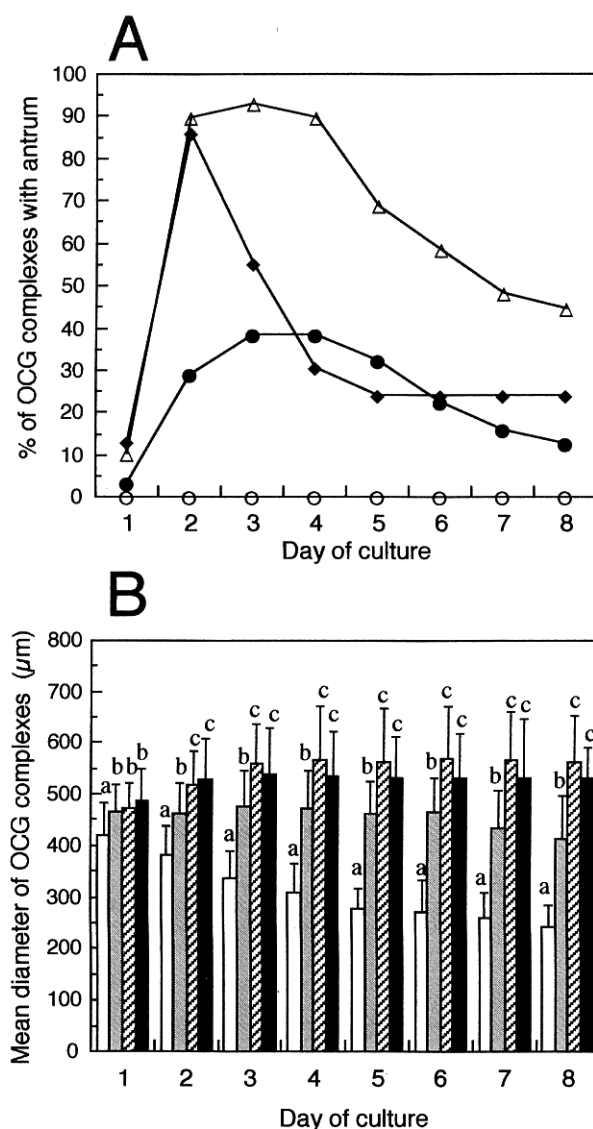 A
% of OCG complexes with antrum
100
90
80
70
60
50
40
30
20
10
0
1 2 3 4 5 6 7 8
Day of culture
B
Mean diameter of OCG complexes (µm)
800
700
600
500
400
300
200
100
0
a b b b
a b c c
a b c c
a b c c
a b c c
a b c c
a b c c
a b c c
1 2 3 4 5 6 7 8
Day of culture